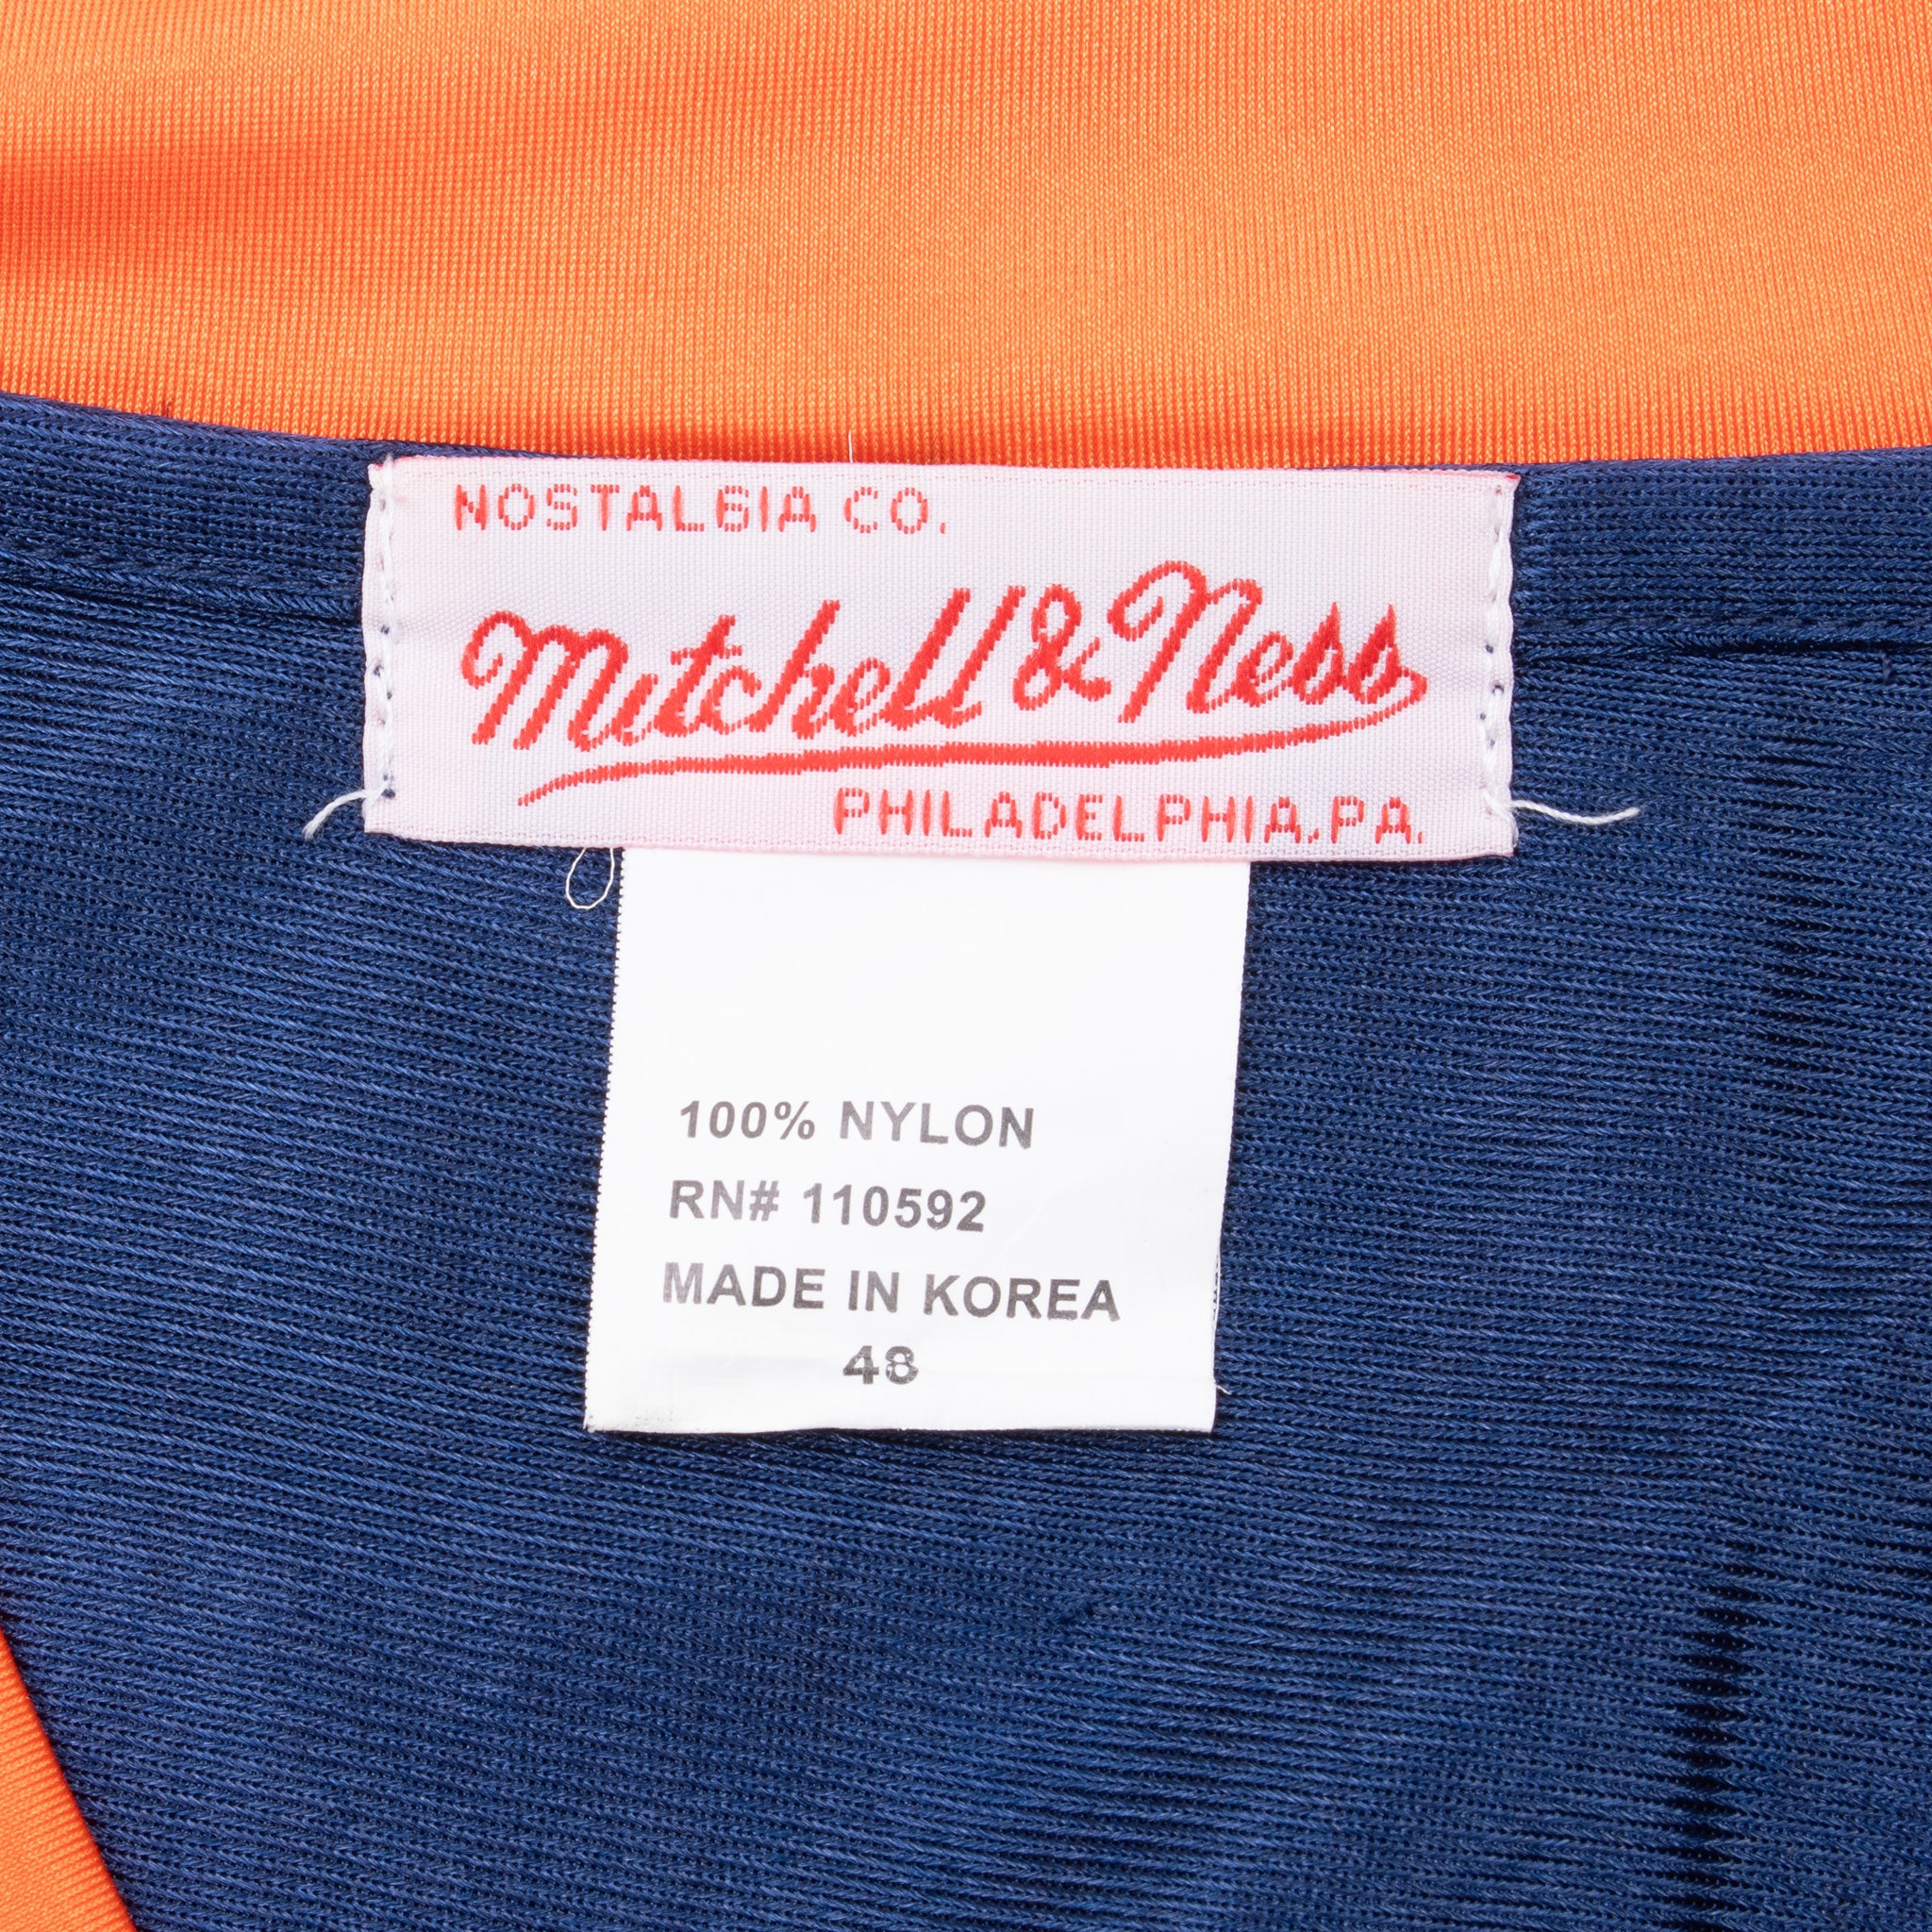 NOSTALGIA CO.
Mitchell & Ness
PHILADELPHIA, PA.
100% NYLON
RN# 110592
MADE IN KOREA
48